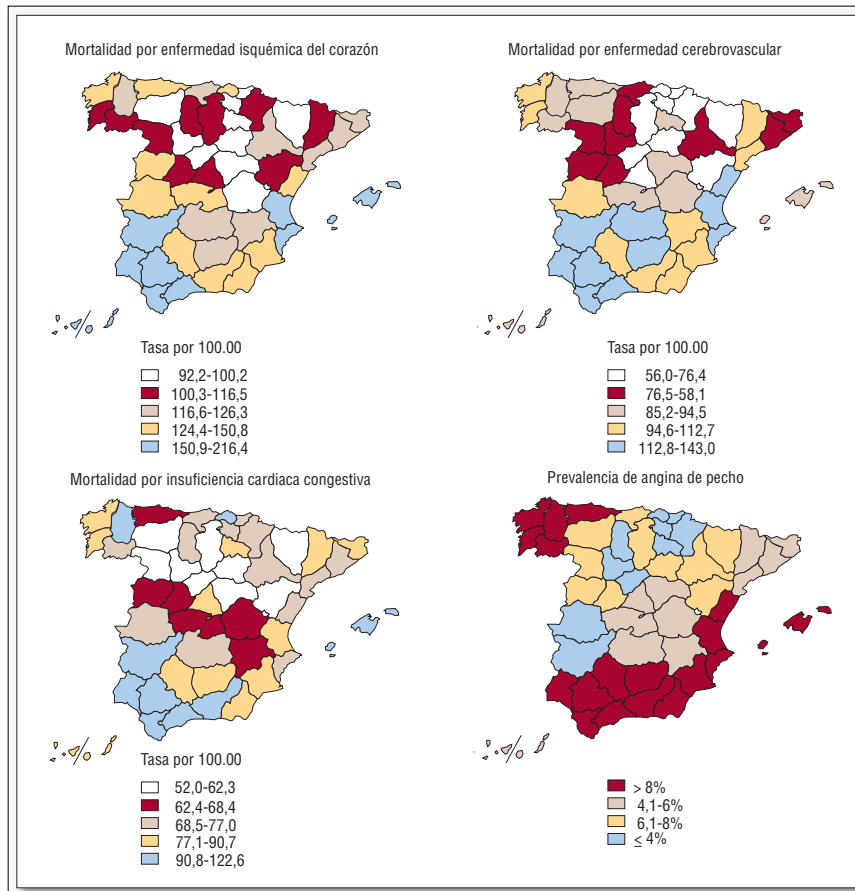 Mortalidad por enfermedad isquémica del corazón
Tasa por 100.00
92,2-100,2
100,3-116,5
116,6-126,3
124,4-150,8
150,9-216,4
Mortalidad por enfermedad cerebrovascular
Tasa por 100.00
56,0-76,4
76,5-58,1
85,2-94,5
94,6-112,7
112,8-143,0
Mortalidad por insuficiencia cardiaca congestiva
Tasa por 100.00
52,0-62,3
62,4-68,4
68,5-77,0
77,1-90,7
90,8-122,6
Prevalencia de angina de pecho
> 8%
4,1-6%
6,1-8%
≤ 4%